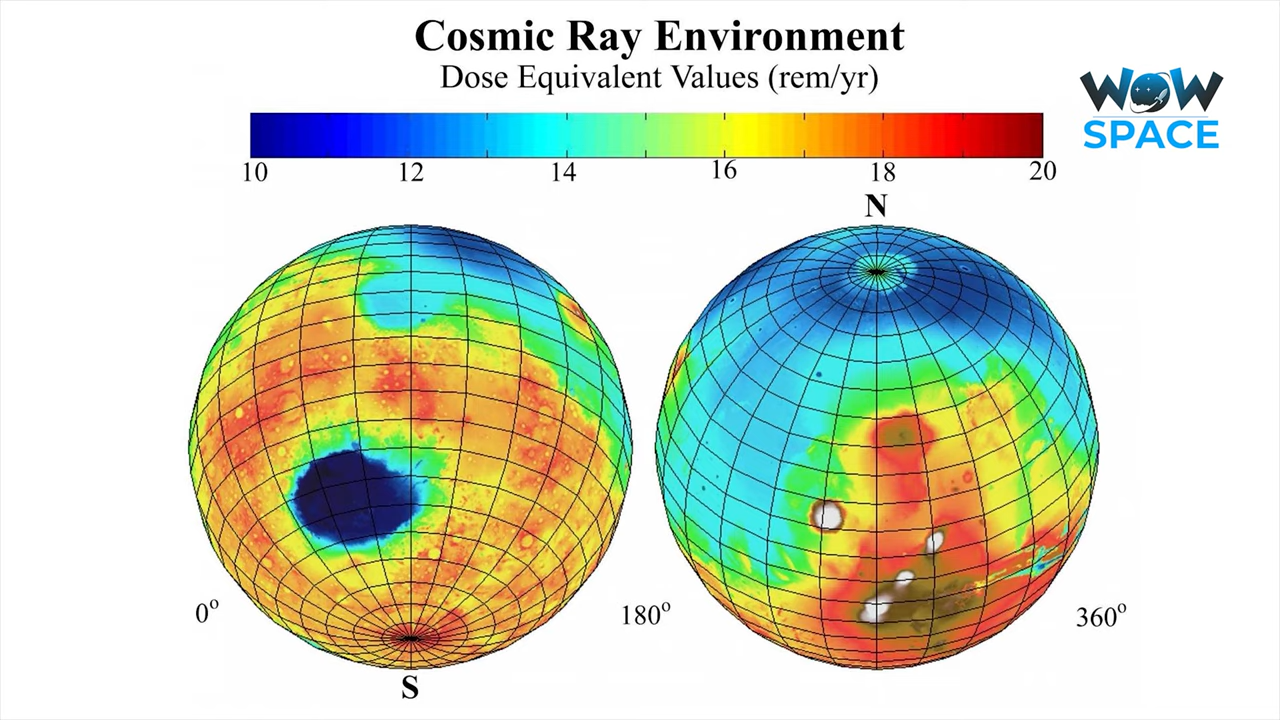 Cosmic Ray Environment
Dose Equivalent Values (rem/yr)
WOW
SPACE
10 12 14 16 18 20
N
0° 180° 360°
S